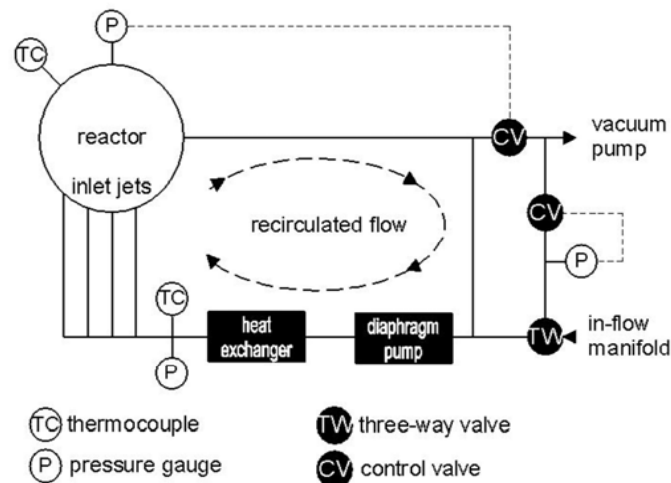 P
TC
reactor
inlet jets
CV
vacuum
pump
recirculated flow
CV
P
TC
heat
exchanger
diaphragm
pump
TW
in-flow
manifold
P
TC thermocouple
TW three-way valve
P pressure gauge
CV control valve